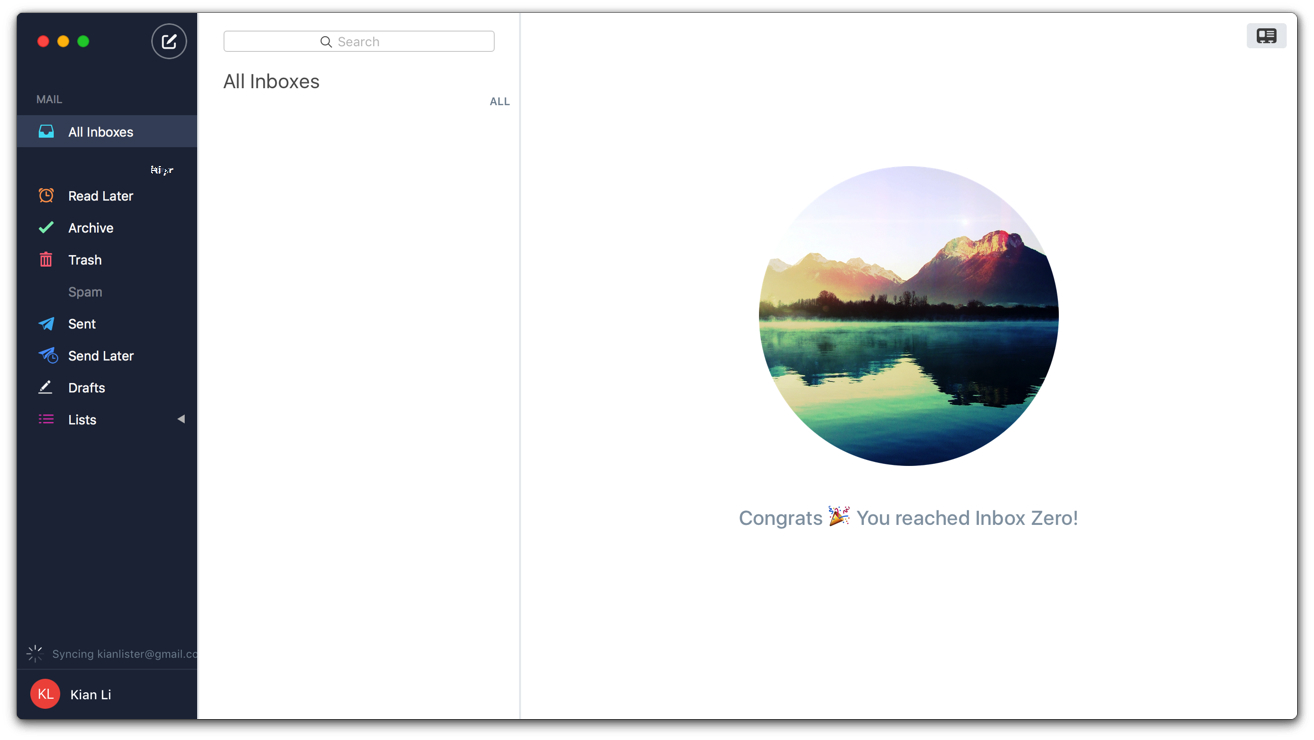 Search
All Inboxes
ALL
MAIL
All Inboxes
Read Later
Archive
Trash
Spam
Sent
Send Later
Drafts
Lists
Syncing kianlister@gmail.co
KL
Kian Li
Congrats 🎉 You reached Inbox Zero!